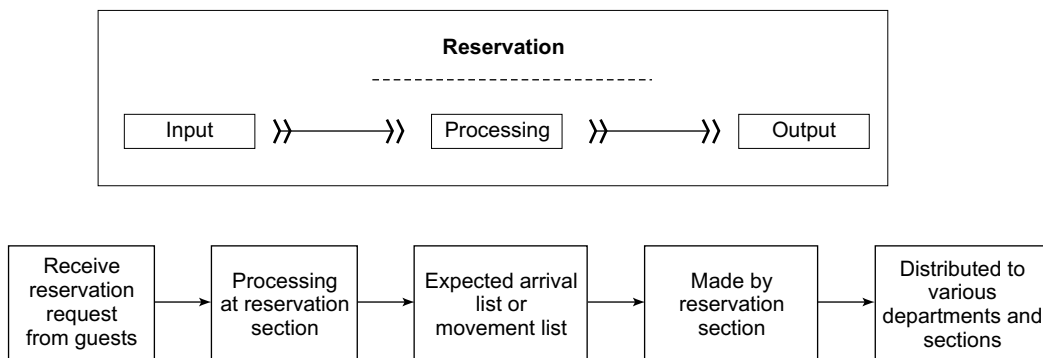 Reservation
Input
Processing
Output
Receive
reservation
request
from guests
Processing
at reservation
section
Expected arrival
list or
movement list
Made by
reservation
section
Distributed to
various
departments and
sections